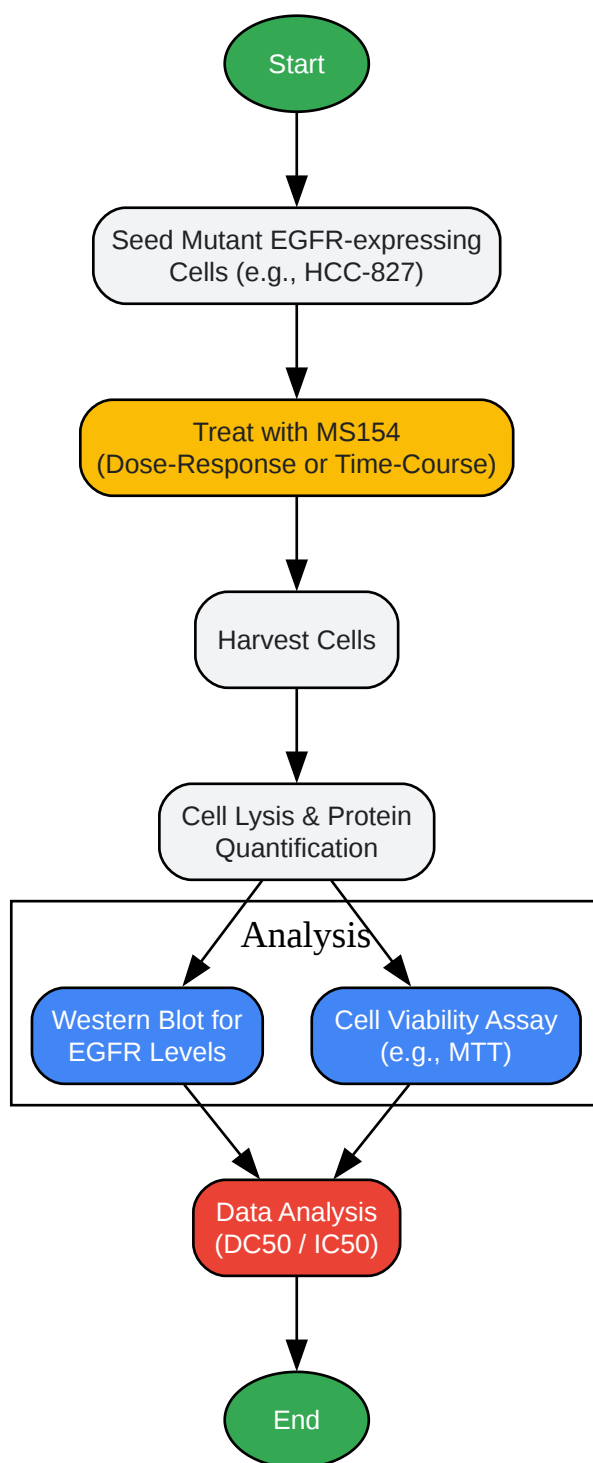 Start
Seed Mutant EGFR-expressing
Cells (e.g., HCC-827)
Treat with MS154
(Dose-Response or Time-Course)
Harvest Cells
Cell Lysis & Protein
Quantification
Analysis
Western Blot for
EGFR Levels
Cell Viability Assay
(e.g., MTT)
Data Analysis
(DC50 / IC50)
End